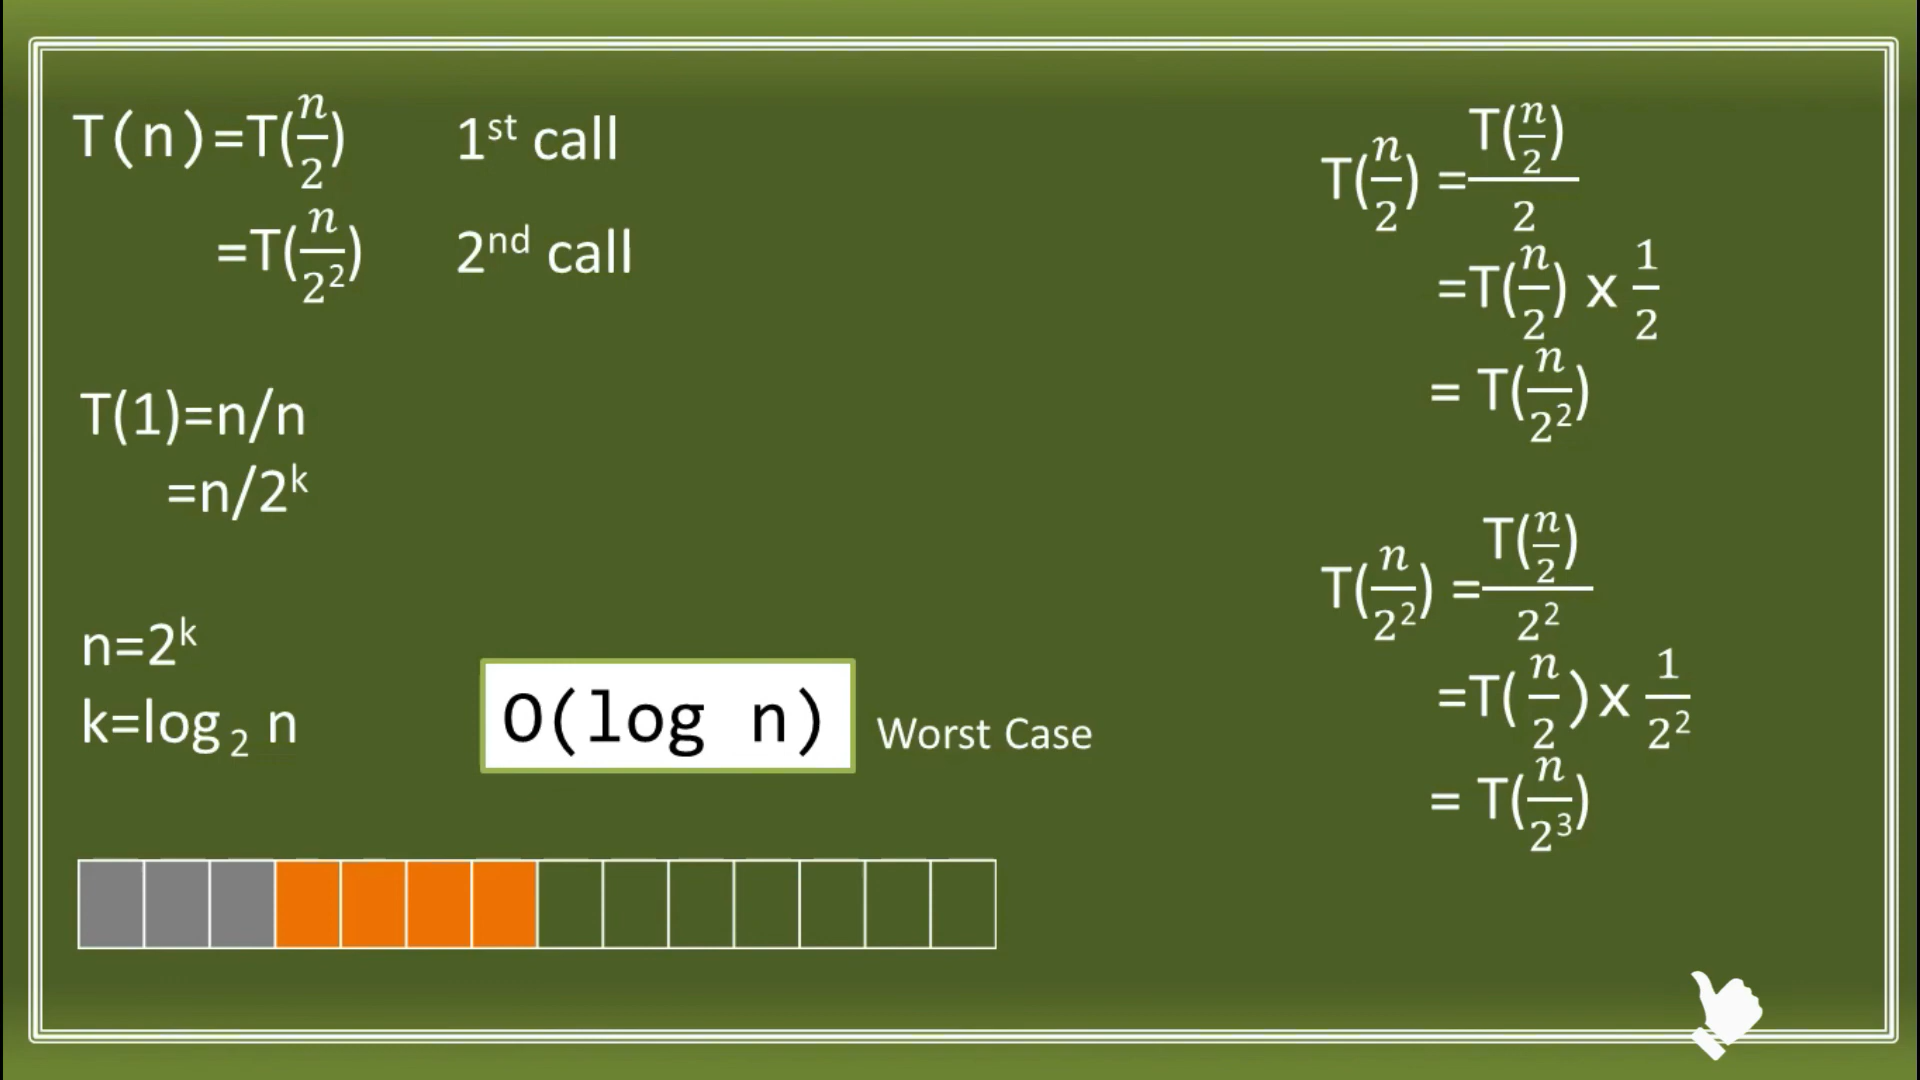 T(n)=T(n/2) 1st call
=T(n/2²) 2nd call
T(1)=n/n
=n/2ᵏ
n=2ᵏ
k=log₂ n
O(log n) Worst Case
T(n/2) =T(n/2)/2
=T(n/2) x 1/2
= T(n/2²)
T(n/2²) =T(n/2)/2²
=T(n/2)x 1/2²
= T(n/2³)